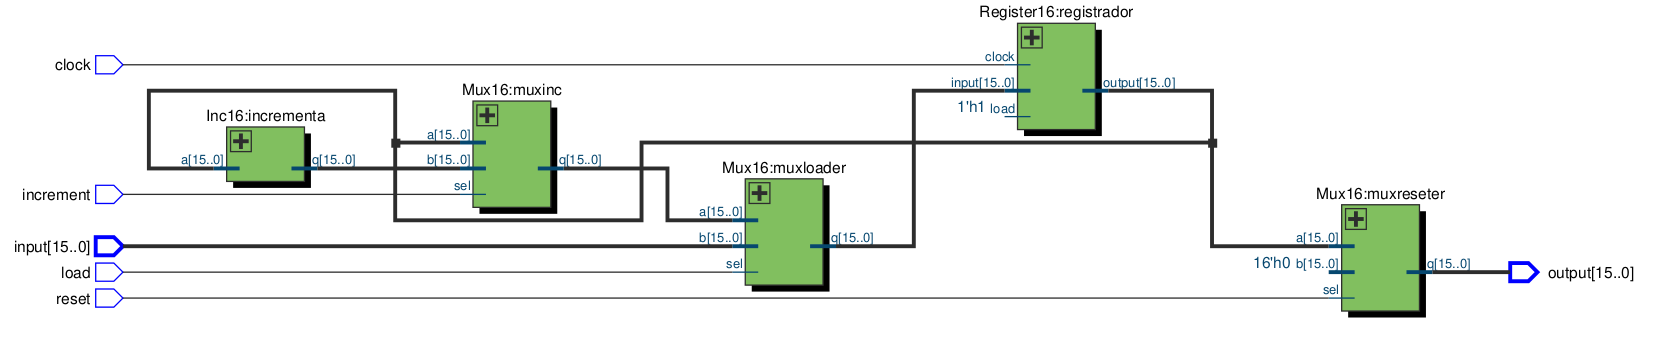 Register16:registrador
clock
clock
input[15..0]
output[15..0]
1'h1 load
Mux16:muxinc
a[15..0]
b[15..0]
q[15..0]
sel
Inc16:incrementa
a[15..0]
q[15..0]
increment
Mux16:muxloader
a[15..0]
b[15..0]
q[15..0]
sel
input[15..0]
load
reset
Mux16:muxreseter
a[15..0]
16'h0 b[15..0]
q[15..0]
sel
output[15..0]